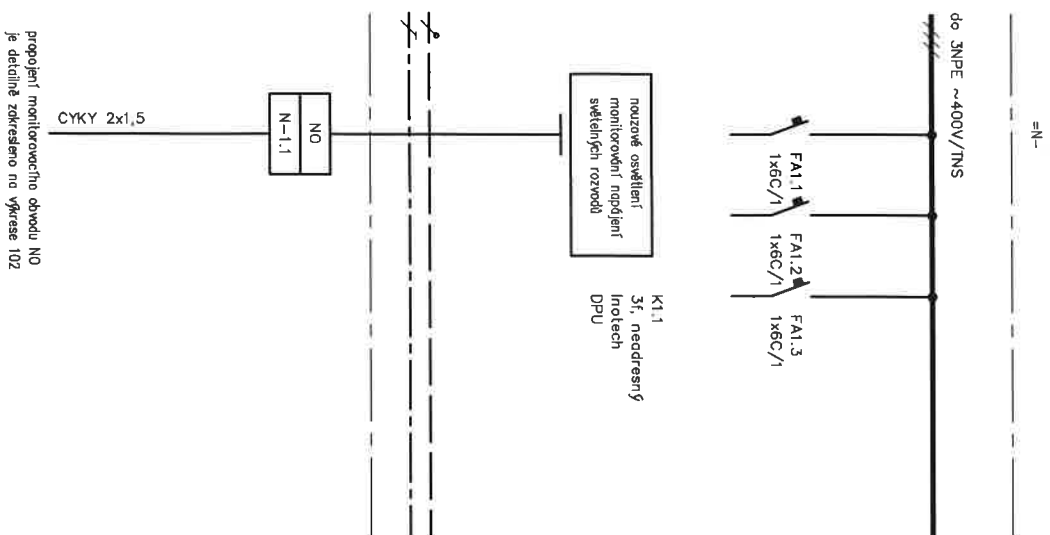 =N-
do 3NPE ~400V/TNS
FA1.1
1x6C/1
FA1.2
1x6C/1
FA1.3
1x6C/1
K1.1
3f, neadresný
Inotech
DPU
nouzové osvětlení
monitorování napájení
světelných rozvodů
NO
N-1.1
CYKY 2x1,5
propojení monitorovacího obvodu NO
je detailně zakresleno na výkrese 102